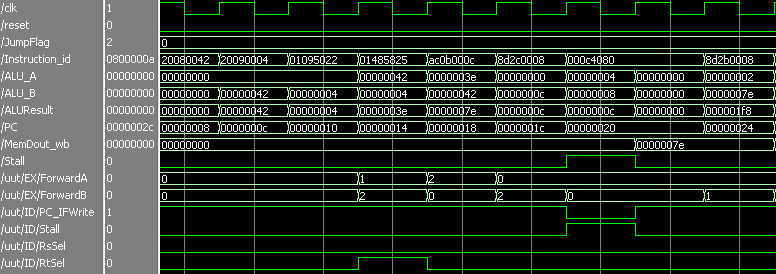 /clk 1
/reset 0
/JumpFlag 2 0
/Instruction_id 0800000a 20080042 20090004 01095022 01485825 ac0b000c 8d2c0008 000c4080 8d2b0008
/ALU_A 00000000 00000000 00000042 0000003e 00000000 00000004 00000000 00000002
/ALU_B 00000000 00000000 00000042 00000004 00000004 00000042 0000000c 00000008 00000000 0000007e
/ALUResult 00000000 00000000 00000042 00000004 0000003e 0000007e 0000000c 0000000c 00000000 000001f8
/PC 0000002c 00000008 0000000c 00000010 00000014 00000018 0000001c 00000020 00000024
/MemDout_wb 00000000 00000000 0000007e
/Stall 0
/uut/EX/ForwardA 0 0 1 2 0
/uut/EX/ForwardB 0 0 2 0 2 0 1
/uut/ID/PC_IFWrite 1
/uut/ID/Stall 0
/uut/ID/RsSel 0
/uut/ID/RtSel 0